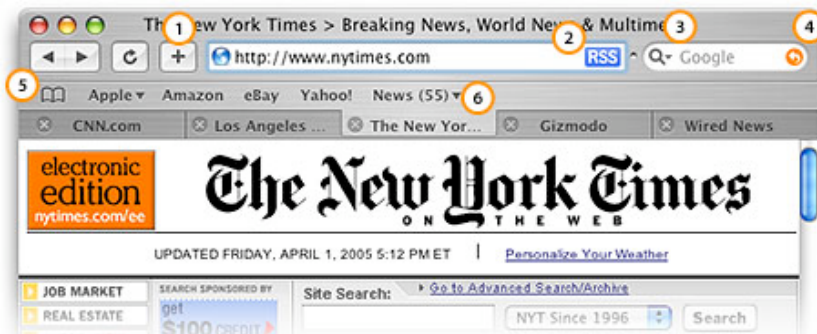 The New York Times > Breaking News, World News & Multime
1
2
3
4
http://www.nytimes.com RSS
Google
5
Apple Amazon eBay Yahoo! News (55)
6
CNN.com Los Angeles ... The New Yor... Gizmodo Wired News
electronic
edition
nytimes.com/ee
The New York Times
ON THE WEB
UPDATED FRIDAY, APRIL 1, 2005 5:12 PM ET | Personalize Your Weather
JOB MARKET
REAL ESTATE
SEARCH SPONSORED BY
get
$100 CREDIT
Site Search: Go to Advanced Search/Archive
NYT Since 1996 Search